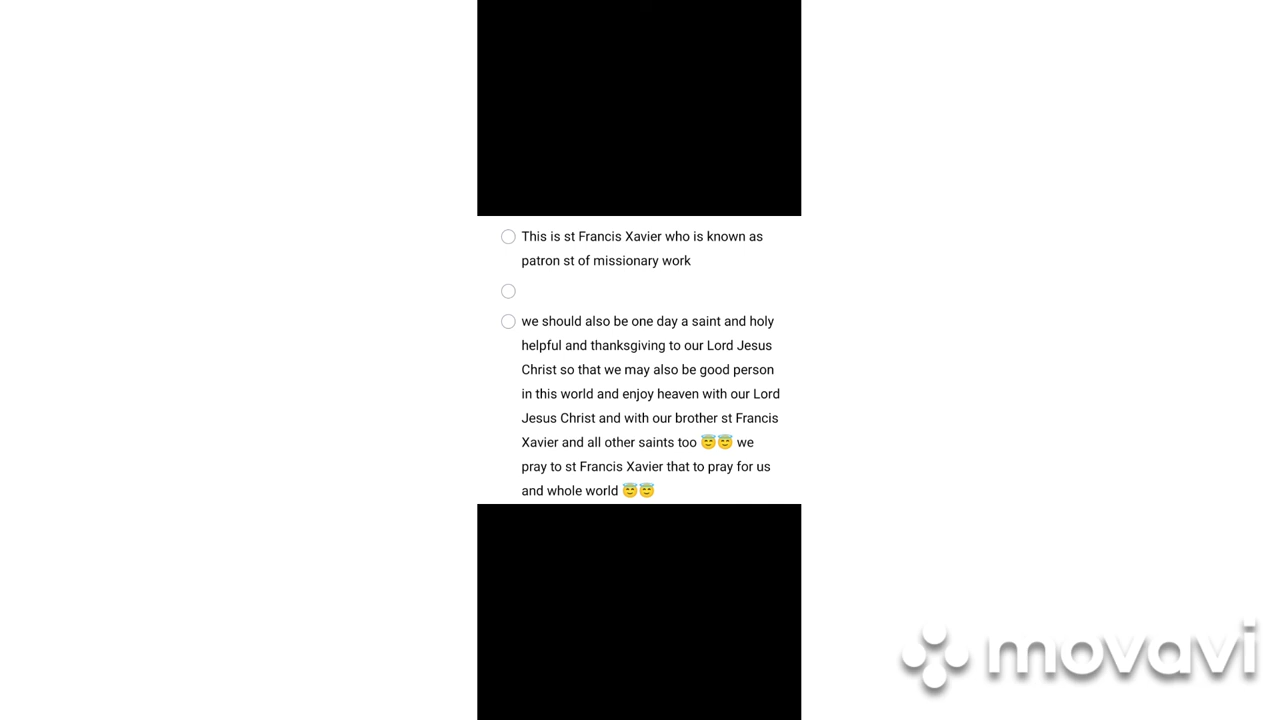 This is st Francis Xavier who is known as
patron st of missionary work
we should also be one day a saint and holy
helpful and thanksgiving to our Lord Jesus
Christ so that we may also be good person
in this world and enjoy heaven with our Lord
Jesus Christ and with our brother st Francis
Xavier and all other saints too 😇😇 we
pray to st Francis Xavier that to pray for us
and whole world 😇😇
movavi